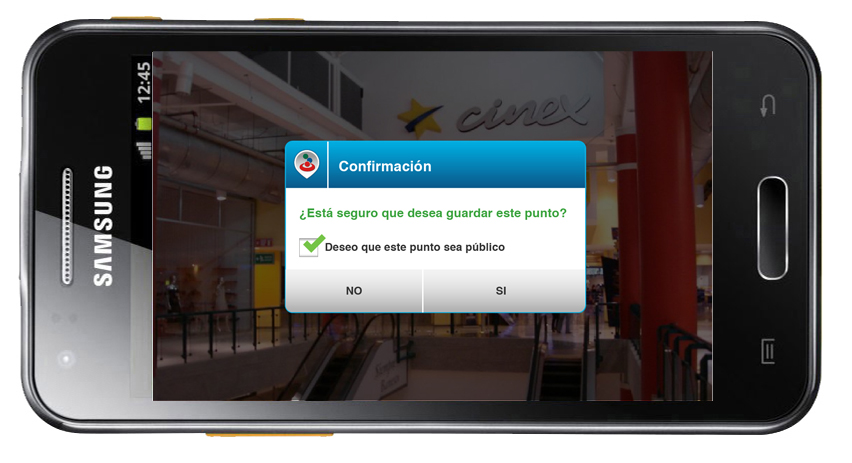 12:45
SAMSUNG
cinex
Confirmación
¿Está seguro que desea guardar este punto?
Deseo que este punto sea público
NO
SI